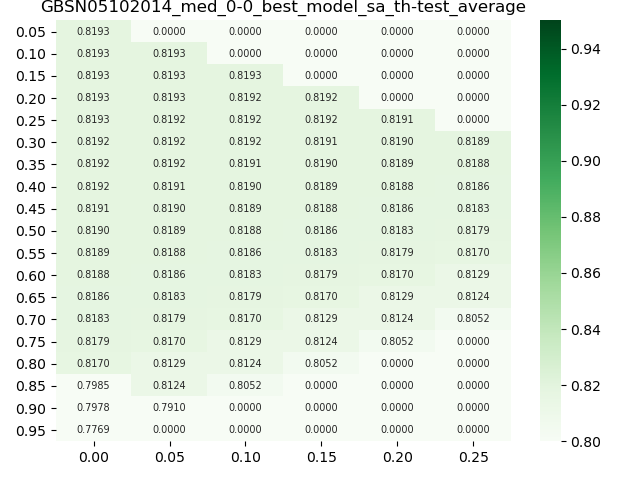 GBSN05102014_med_0-0_best_model_sa_th-test_average
0.05 0.8193 0.0000 0.0000 0.0000 0.0000 0.0000
0.10 0.8193 0.8193 0.0000 0.0000 0.0000 0.0000
0.15 0.8193 0.8193 0.8193 0.0000 0.0000 0.0000
0.20 0.8193 0.8193 0.8192 0.8192 0.0000 0.0000
0.25 0.8193 0.8192 0.8192 0.8192 0.8191 0.0000
0.30 0.8192 0.8192 0.8192 0.8191 0.8190 0.8189
0.35 0.8192 0.8192 0.8191 0.8190 0.8189 0.8188
0.40 0.8192 0.8191 0.8190 0.8189 0.8188 0.8186
0.45 0.8191 0.8190 0.8189 0.8188 0.8186 0.8183
0.50 0.8190 0.8189 0.8188 0.8186 0.8183 0.8179
0.55 0.8189 0.8188 0.8186 0.8183 0.8179 0.8170
0.60 0.8188 0.8186 0.8183 0.8179 0.8170 0.8129
0.65 0.8186 0.8183 0.8179 0.8170 0.8129 0.8124
0.70 0.8183 0.8179 0.8170 0.8129 0.8124 0.8052
0.75 0.8179 0.8170 0.8129 0.8124 0.8052 0.0000
0.80 0.8170 0.8129 0.8124 0.8052 0.0000 0.0000
0.85 0.7985 0.8124 0.8052 0.0000 0.0000 0.0000
0.90 0.7978 0.7910 0.0000 0.0000 0.0000 0.0000
0.95 0.7769 0.0000 0.0000 0.0000 0.0000 0.0000
0.00 0.05 0.10 0.15 0.20 0.25
0.94
0.92
0.90
0.88
0.86
0.84
0.82
0.80